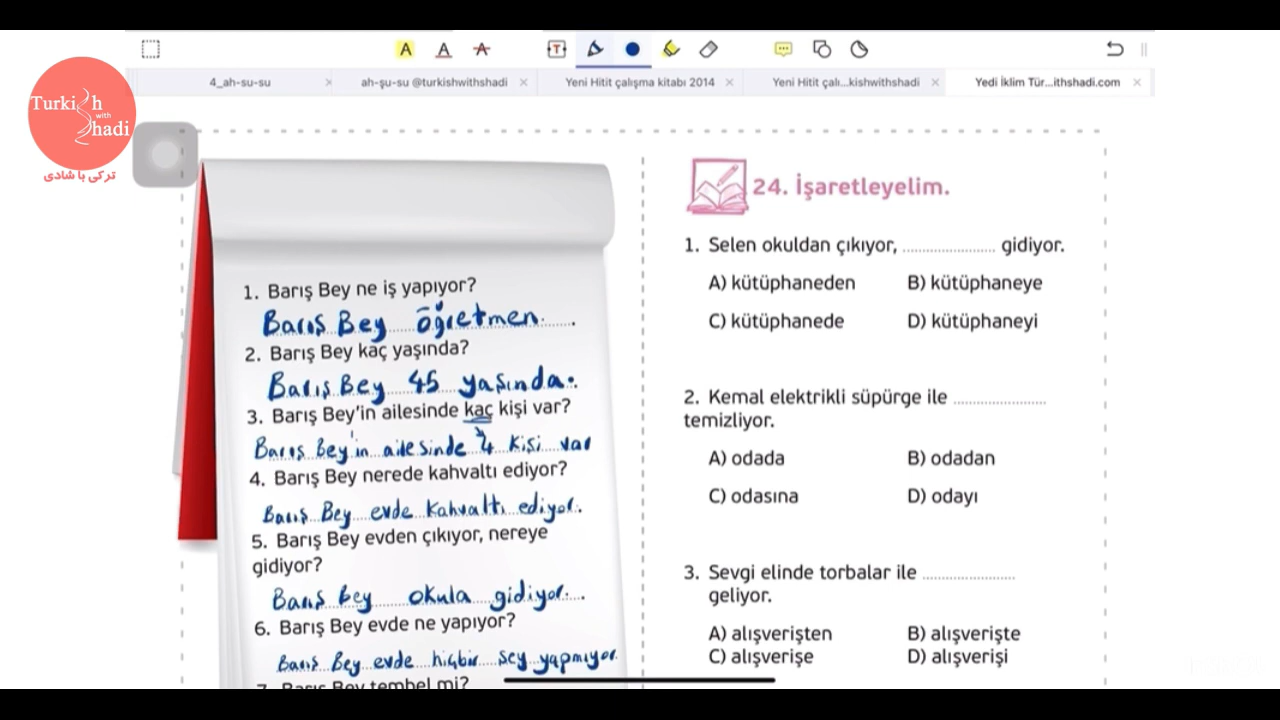 A A A T
4_ah-su-su × ah-şu-su @turkishwithshadi × Yeni Hitit çalışma kitabı 2014 × Yeni Hitit çalı...kishwithshadi × Yedi İklim Tür...ithshadi.com ×
Turkish
with
Shadi
ترکی با شادی
1. Barış Bey ne iş yapıyor?
Barış Bey öğretmen.
2. Barış Bey kaç yaşında?
Barış Bey 45 yaşında.
3. Barış Bey'in ailesinde kaç kişi var?
Barış Bey'in ailesinde 4 kişi var
4. Barış Bey nerede kahvaltı ediyor?
Barış Bey evde kahvaltı ediyor.
5. Barış Bey evden çıkıyor, nereye
gidiyor?
Barış Bey okula gidiyor.
6. Barış Bey evde ne yapıyor?
Barış Bey evde hiçbir şey yapmıyor.
7. Barış Bey tembel mi?
24. İşaretleyelim.
1. Selen okuldan çıkıyor, .................... gidiyor.
A) kütüphaneden B) kütüphaneye
C) kütüphanede D) kütüphaneyi
2. Kemal elektrikli süpürge ile ....................
temizliyor.
A) odada B) odadan
C) odasına D) odayı
3. Sevgi elinde torbalar ile ....................
geliyor.
A) alışverişten B) alışverişte
C) alışverişe D) alışverişi